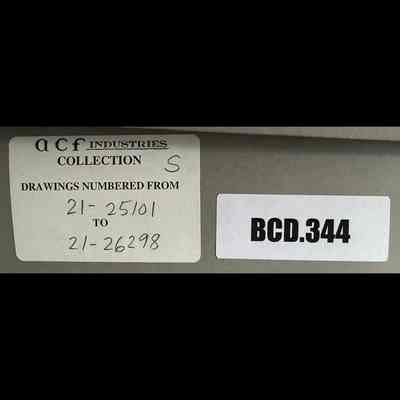 acf INDUSTRIES
COLLECTION S
DRAWINGS NUMBERED FROM
21-25101
TO
21-26298
BCD.344